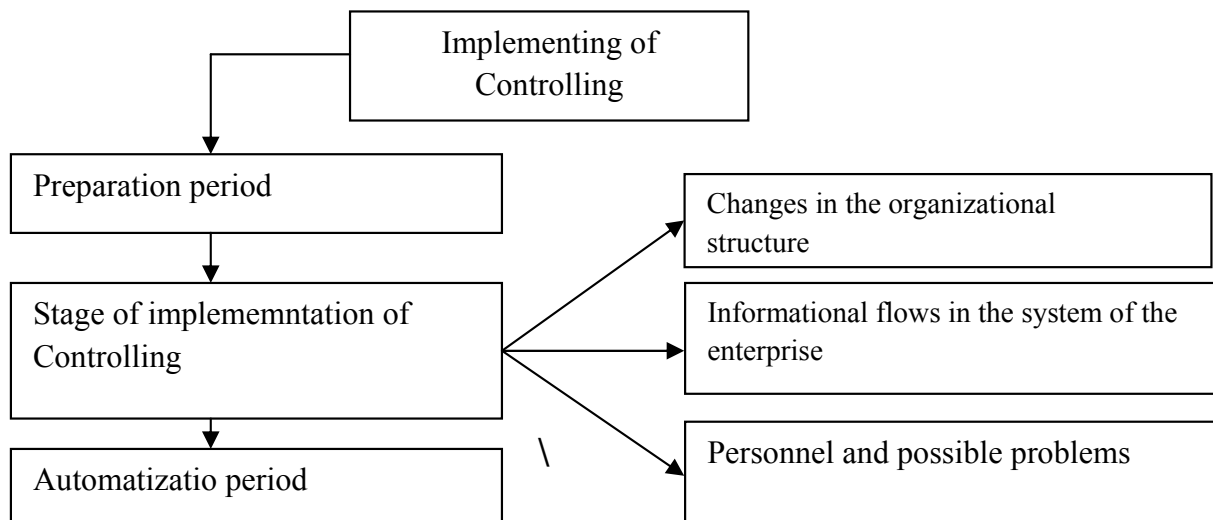 Implementing of
Controlling
Preparation period
Changes in the organizational
structure
Stage of implememntation of
Controlling
Informational flows in the system of the
enterprise
\
Personnel and possible problems
Automatizatio period